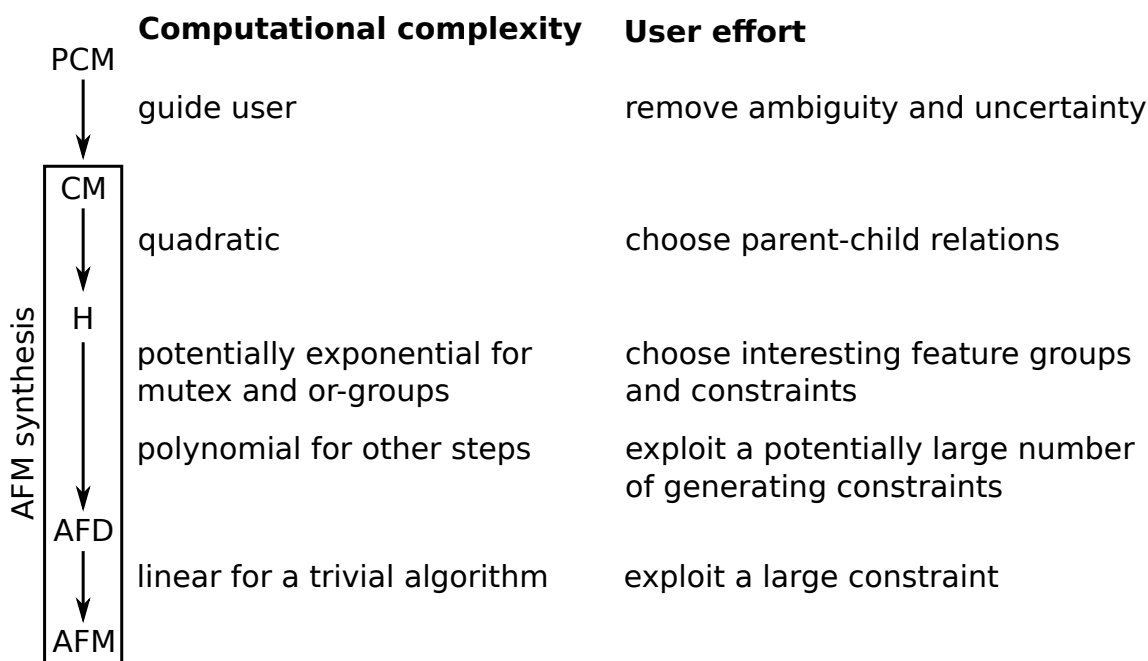 Computational complexity
User effort
PCM
guide user
remove ambiguity and uncertainty
CM
quadratic
choose parent-child relations
H
AFM synthesis
potentially exponential for
mutex and or-groups
choose interesting feature groups
and constraints
polynomial for other steps
exploit a potentially large number
of generating constraints
AFD
linear for a trivial algorithm
exploit a large constraint
AFM